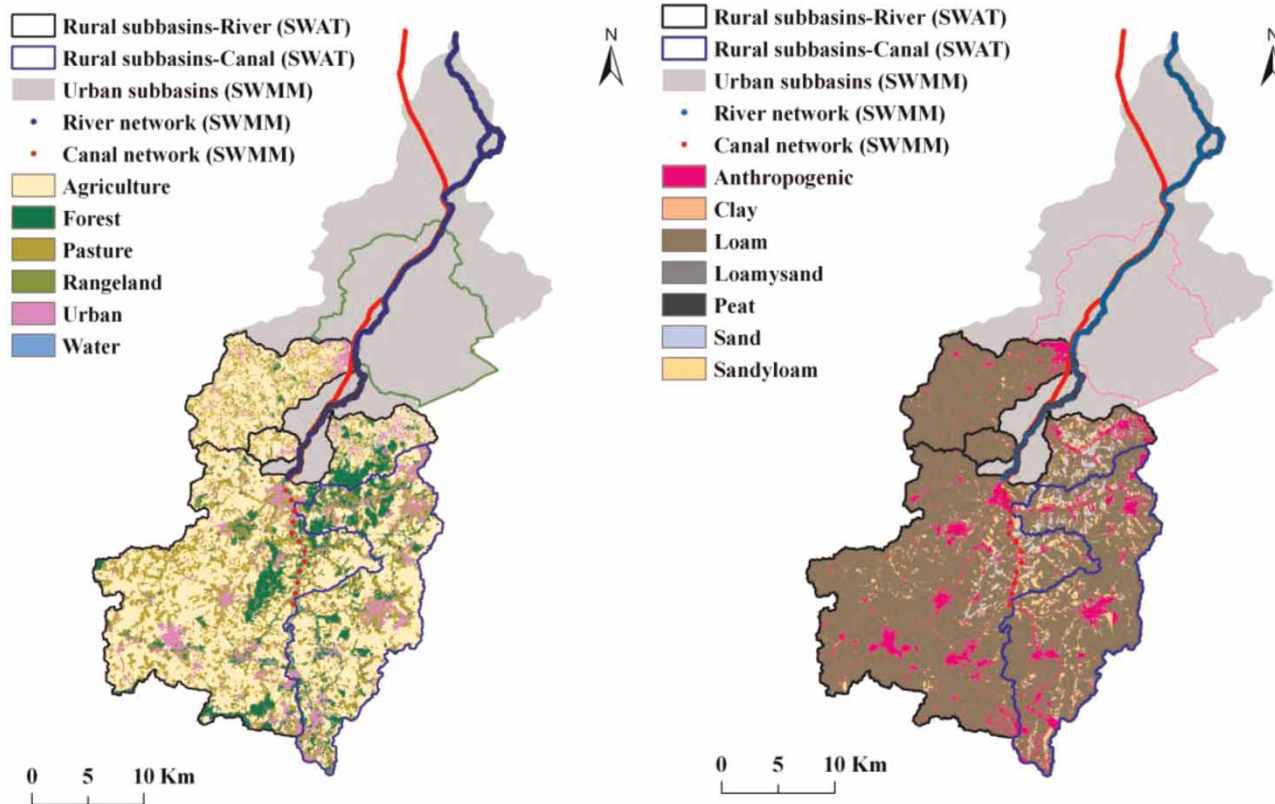 Rural subbasins-River (SWAT)
Rural subbasins-Canal (SWAT)
Urban subbasins (SWMM)
River network (SWMM)
Canal network (SWMM)
Agriculture
Forest
Pasture
Rangeland
Urban
Water
N
0 5 10 Km
Rural subbasins-River (SWAT)
Rural subbasins-Canal (SWAT)
Urban subbasins (SWMM)
River network (SWMM)
Canal network (SWMM)
Anthropogenic
Clay
Loam
Loamysand
Peat
Sand
Sandyloam
N
0 5 10 Km